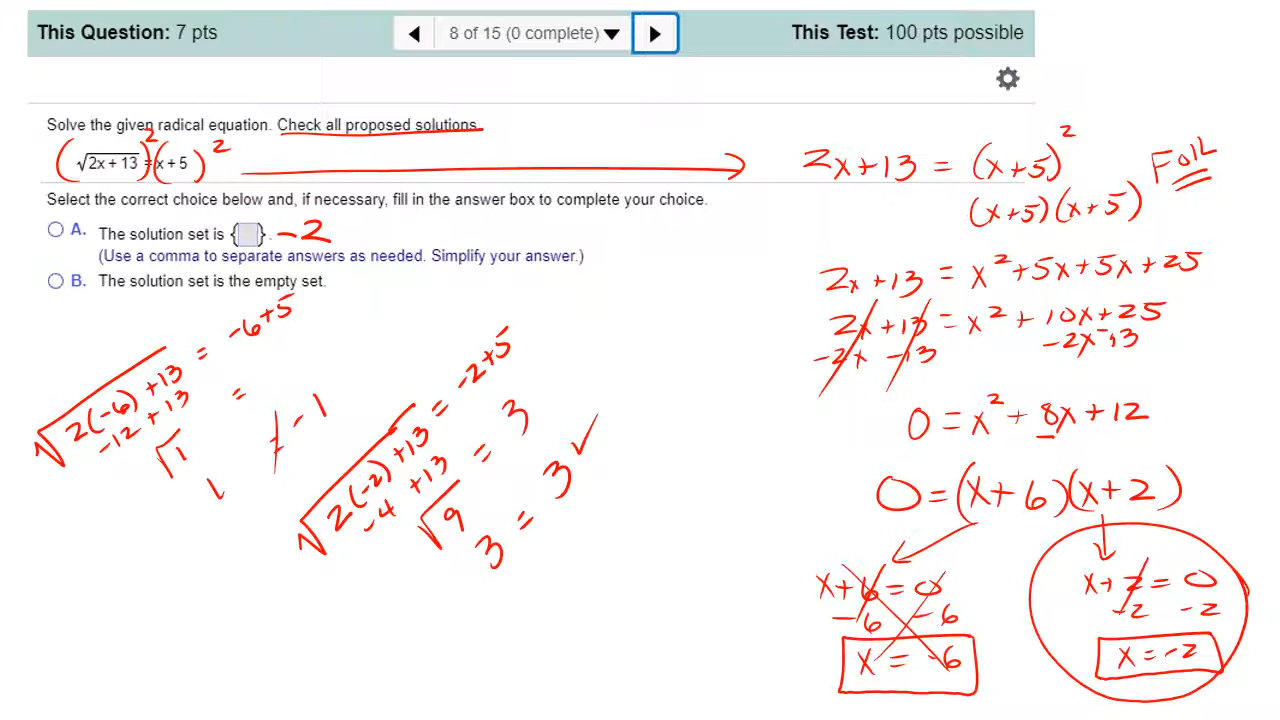 This Question: 7 pts
8 of 15 (0 complete)
This Test: 100 pts possible
Solve the given radical equation. Check all proposed solutions.
(√2x + 13)² = (x + 5)²
Select the correct choice below and, if necessary, fill in the answer box to complete your choice.
A. The solution set is { }. -2
(Use a comma to separate answers as needed. Simplify your answer.)
B. The solution set is the empty set.
√2(-6)+13 = -6+5
-12+13 =
√1
1 ≠ -1
√2(-2)+13 = -2+5
-4+13 = 3
√9
3 = 3 ✓
2x+13 = (x+5)²
FOIL
(x+5)(x+5)
2x+13 = x²+5x+5x+25
2x+13 = x²+10x+25
-2x -13 -2x-13
0 = x²+8x+12
0 = (x+6)(x+2)
x+6=0
-6 -6
x = -6
x+2=0
-2 -2
x=-2